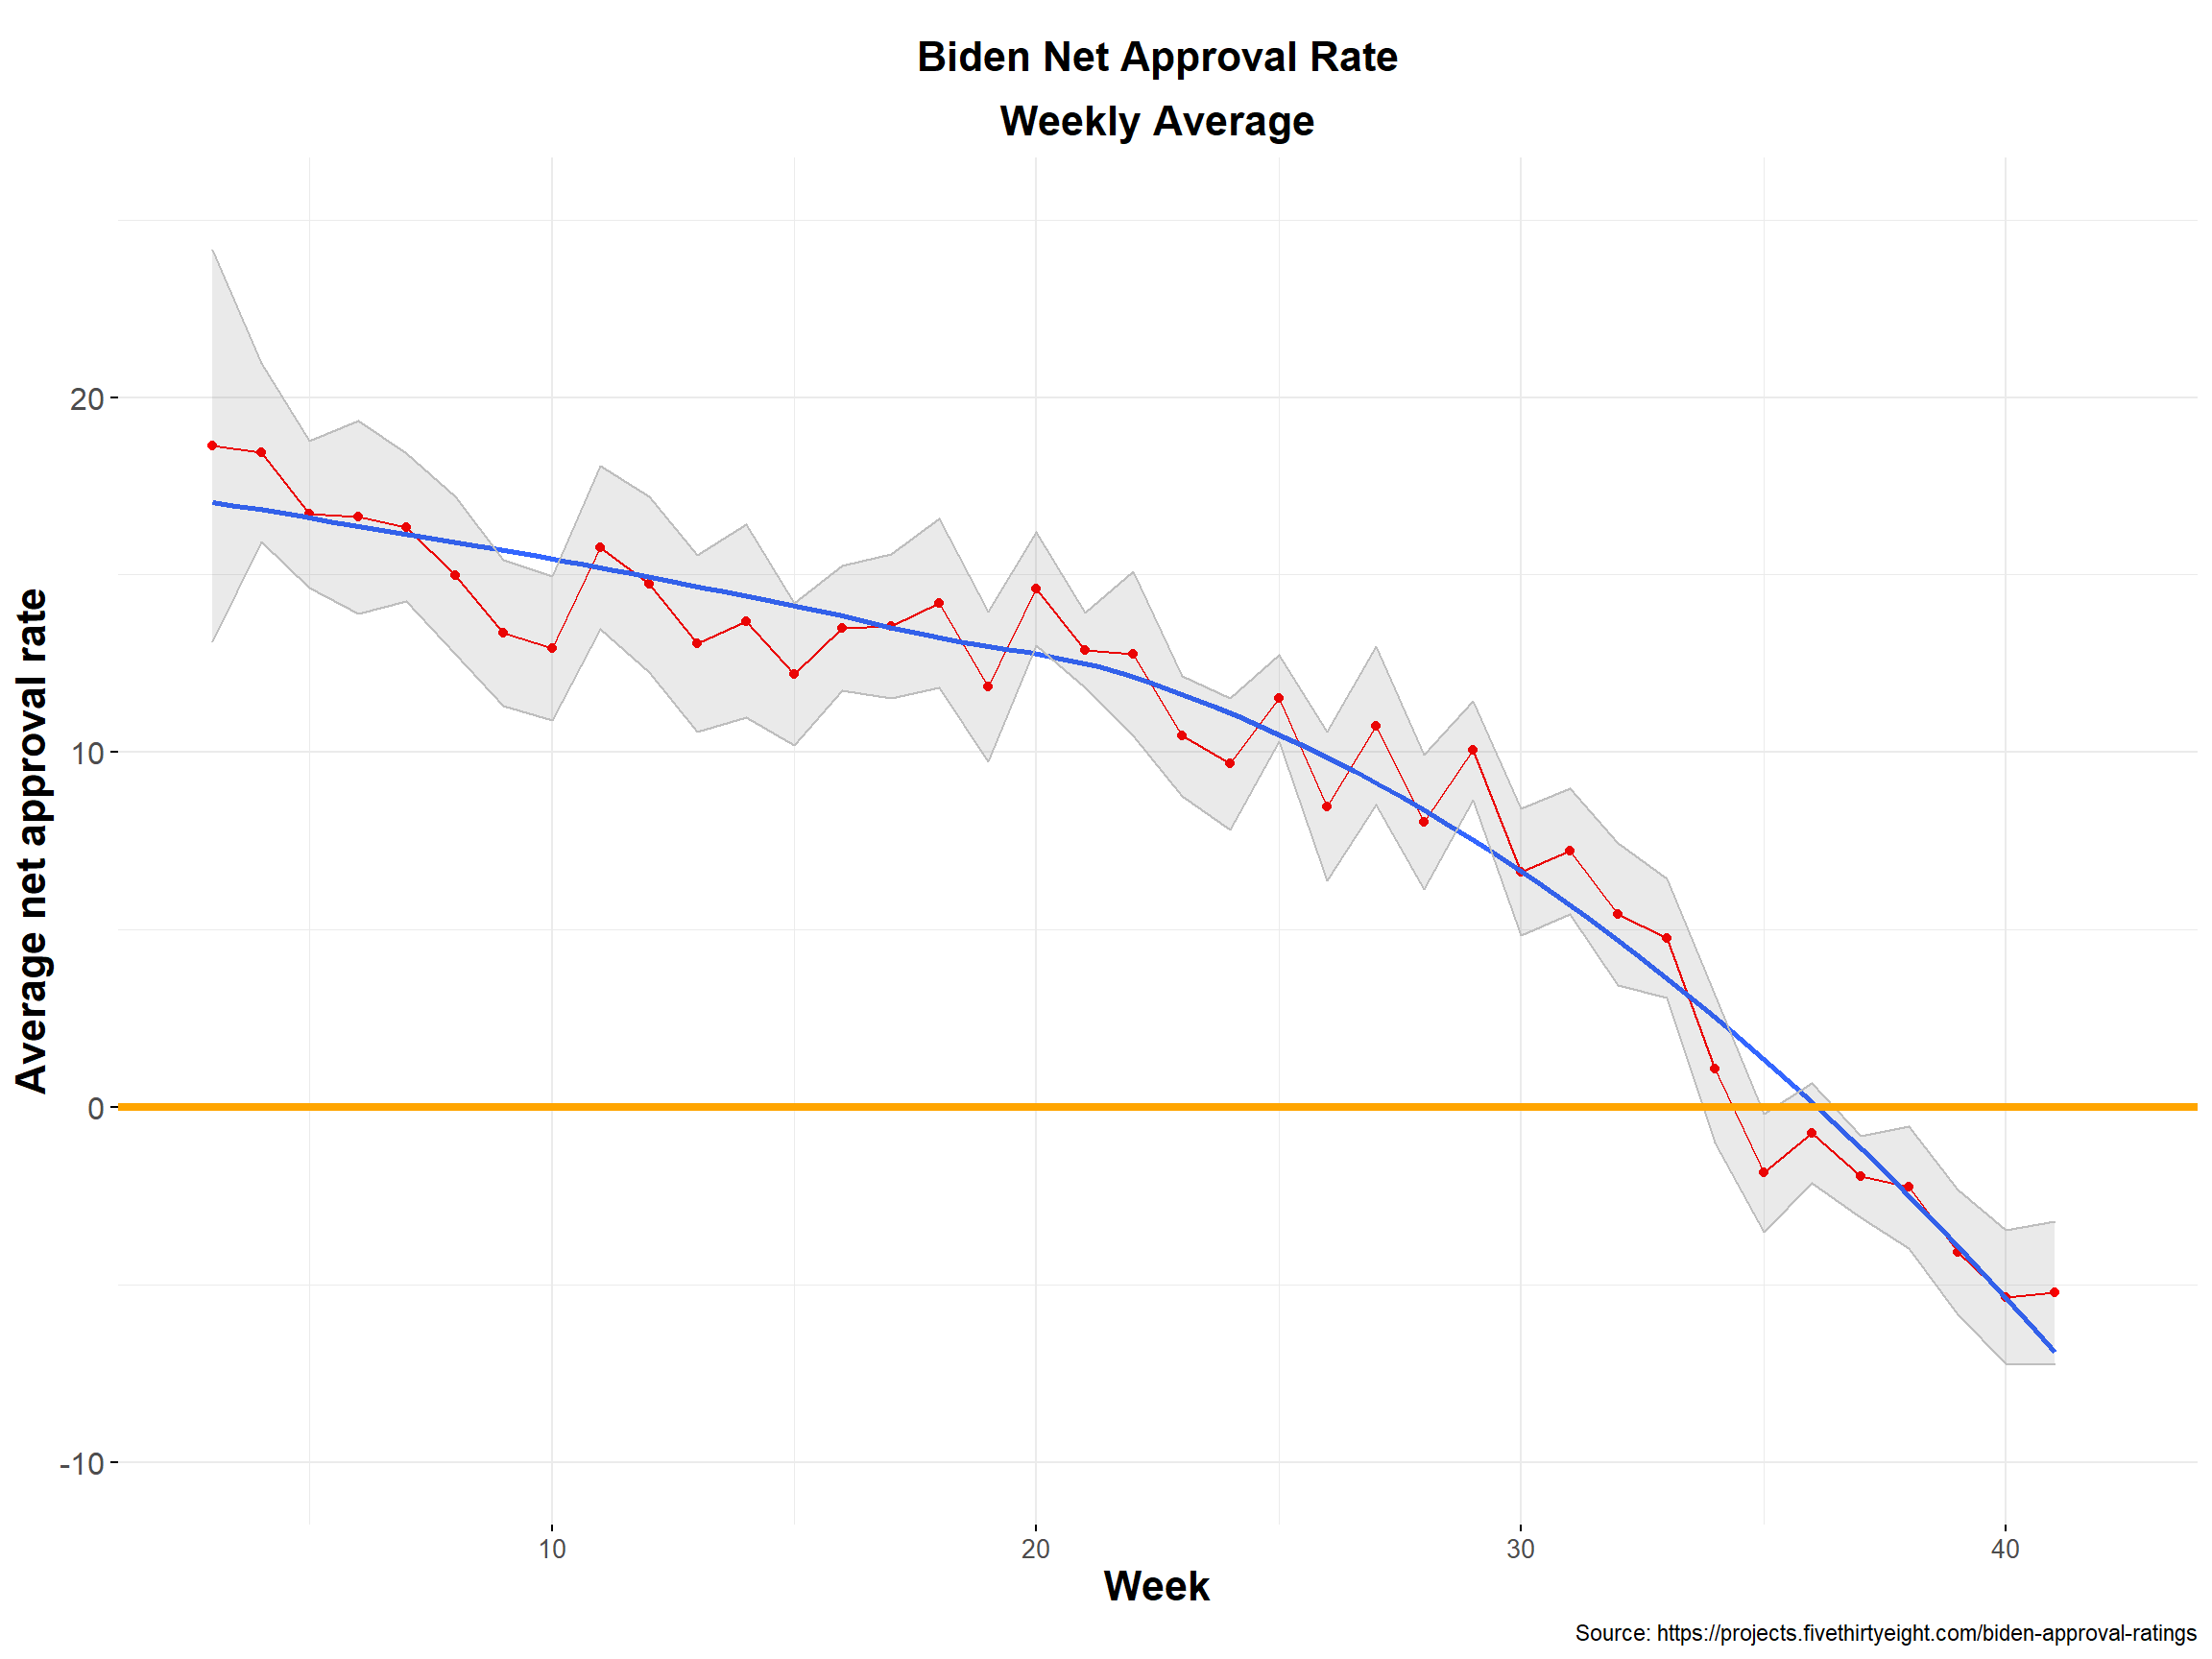 Biden Net Approval Rate
Weekly Average
Average net approval rate
20
10
0
-10
10
20
30
40
Week
Source: https://projects.fivethirtyeight.com/biden-approval-ratings